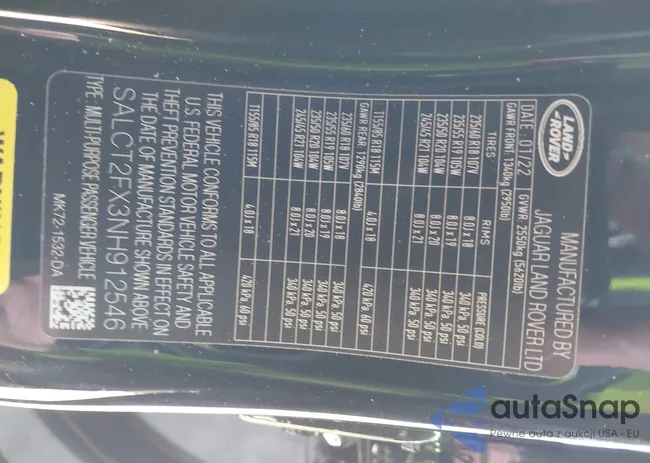 LAND
ROVER
MANUFACTURED BY
JAGUAR LAND ROVER LTD
DATE: 01/22 GVWR: 2550kg (5620lb)
GAWR FRONT: 1340kg (2950lb)
TIRES RIMS PRESSURE COLD
235/60 R18 107V 8.0J x 18 340 kPa, 50 psi
235/55 R19 105W 8.0J x 19 340 kPa, 50 psi
235/50 R20 104W 8.0J x 20 340 kPa, 50 psi
245/45 R21 104W 8.0J x 21 340 kPa, 50 psi
T155/85 R18 115M 4.0J x 18 420 kPa, 60 psi
GAWR REAR: 1290kg (2840lb)
235/60 R18 107V 8.0J x 18 340 kPa, 50 psi
235/55 R19 105W 8.0J x 19 340 kPa, 50 psi
235/50 R20 104W 8.0J x 20 340 kPa, 50 psi
245/45 R21 104W 8.0J x 21 340 kPa, 50 psi
T155/85 R18 115M 4.0J x 18 420 kPa, 60 psi
THIS VEHICLE CONFORMS TO ALL APPLICABLE
U.S. FEDERAL MOTOR VEHICLE SAFETY AND
THEFT PREVENTION STANDARDS IN EFFECT ON
THE DATE OF MANUFACTURE SHOWN ABOVE
SALCT2FX3NH912546
TYPE: MULTI-PURPOSE PASSENGER VEHICLE
MK72-1532-DA
autaSnap
Pewne auta z aukcji USA i EU